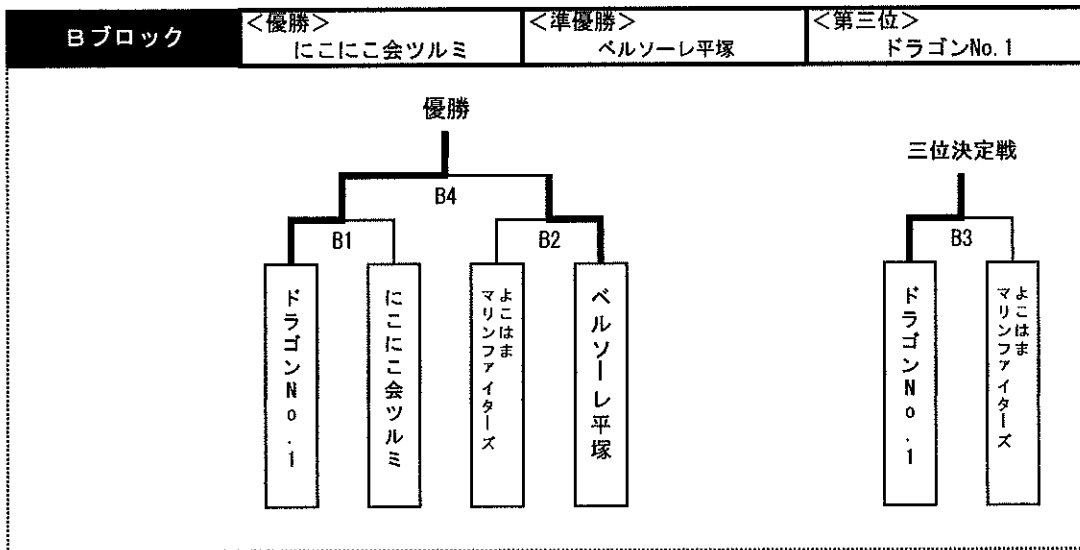 Bブロック
<優勝>
にこにこ会ツルミ
<準優勝>
ベルソーレ平塚
<第三位>
ドラゴンNo.1
優勝
三位決定戦
B4
B1
B2
B3
ドラゴンNo.1
にこにこ会ツルミ
よこはま
マリンファイターズ
ベルソーレ平塚
ドラゴンNo.1
よこはま
マリンファイターズ